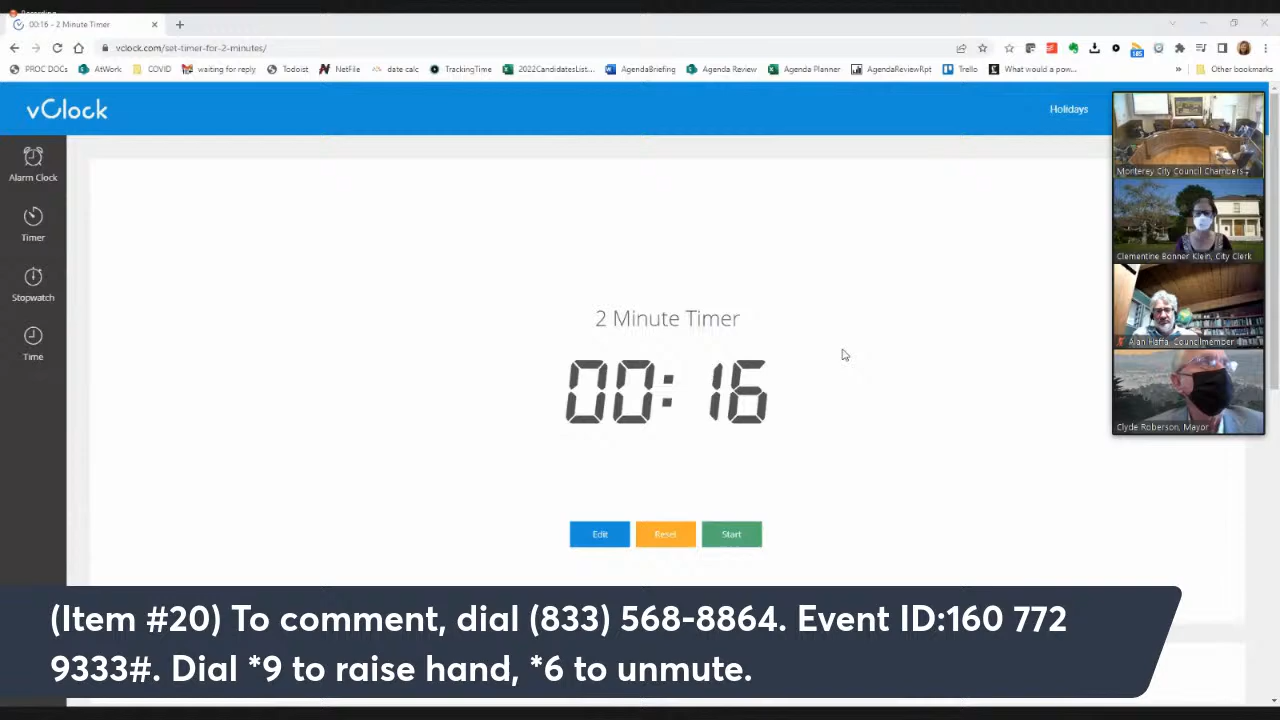 Recording
00:16 - 2 Minute Timer
vclock.com/set-timer-for-2-minutes/
PROC DOCs
AtWork
COVID
waiting for reply
Todoist
NetFile
date calc
TrackingTime
2022CandidatesList...
AgendaBriefing
Agenda Review
Agenda Planner
AgendaReviewRpt
Trello
What would a pow...
»
Other bookmarks
185
vClock
Holidays
Alarm Clock
Timer
Stopwatch
Time
Monterey City Council Chambers
Clementine Bonner Klein, City Clerk
Alan Haffa, Councilmember
Clyde Roberson, Mayor
2 Minute Timer
00:16
Edit
Reset
Start
(Item #20) To comment, dial (833) 568-8864. Event ID:160 772
9333#. Dial *9 to raise hand, *6 to unmute.